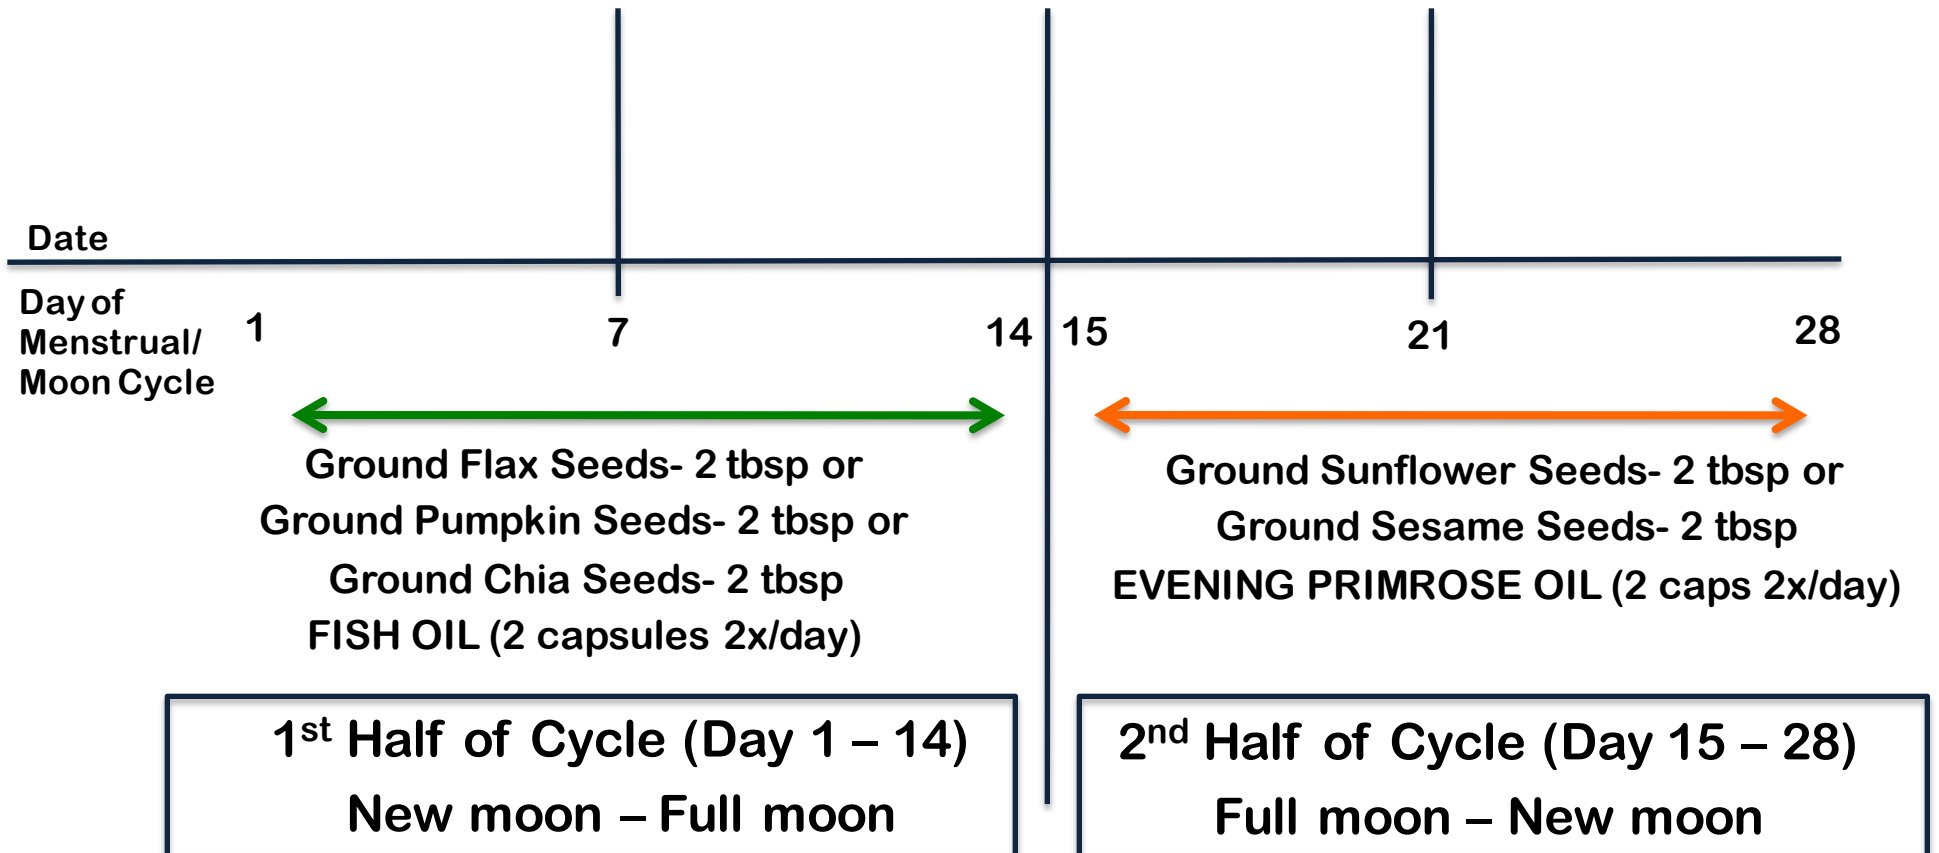 Date
Day of
Menstrual/
Moon Cycle
1
7
14
15
21
28
Ground Flax Seeds- 2 tbsp or
Ground Pumpkin Seeds- 2 tbsp or
Ground Chia Seeds- 2 tbsp
FISH OIL (2 capsules 2x/day)
Ground Sunflower Seeds- 2 tbsp or
Ground Sesame Seeds- 2 tbsp
EVENING PRIMROSE OIL (2 caps 2x/day)
1st Half of Cycle (Day 1 – 14)
New moon – Full moon
2nd Half of Cycle (Day 15 – 28)
Full moon – New moon